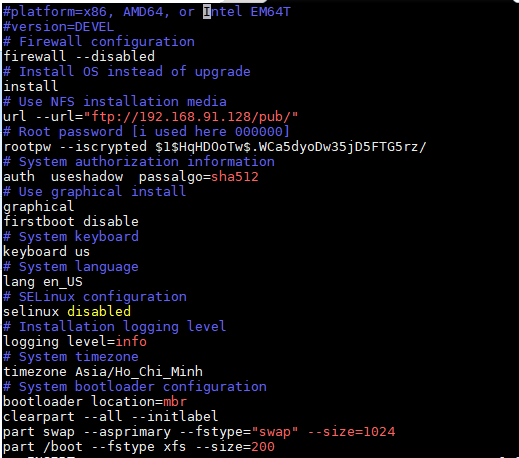 #platform=x86, AMD64, or Intel EM64T
#version=DEVEL
# Firewall configuration
firewall --disabled
# Install OS instead of upgrade
install
# Use NFS installation media
url --url="ftp://192.168.91.128/pub/"
# Root password [i used here 000000]
rootpw --iscrypted $1$HqHDOoTw$.WCa5dyoDw35jD5FTG5rz/
# System authorization information
auth  useshadow  passalgo=sha512
# Use graphical install
graphical
firstboot disable
# System keyboard
keyboard us
# System language
lang en_US
# SELinux configuration
selinux disabled
# Installation logging level
logging level=info
# System timezone
timezone Asia/Ho_Chi_Minh
# System bootloader configuration
bootloader location=mbr
clearpart --all --initlabel
part swap --asprimary --fstype="swap" --size=1024
part /boot --fstype xfs --size=200